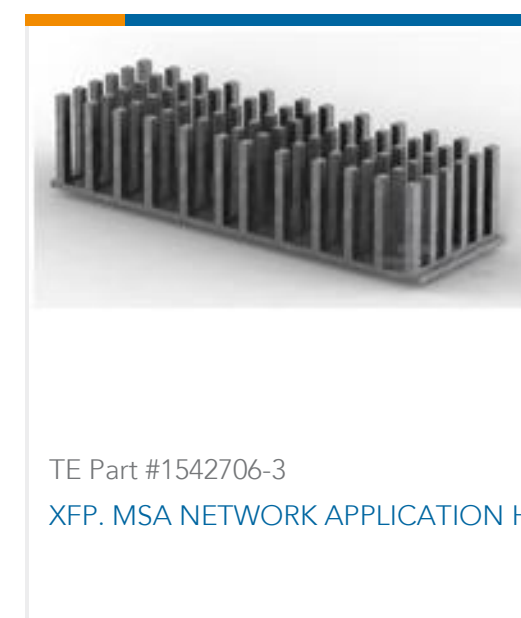 TE Part #1542706-3
XFP. MSA NETWORK APPLICATION H